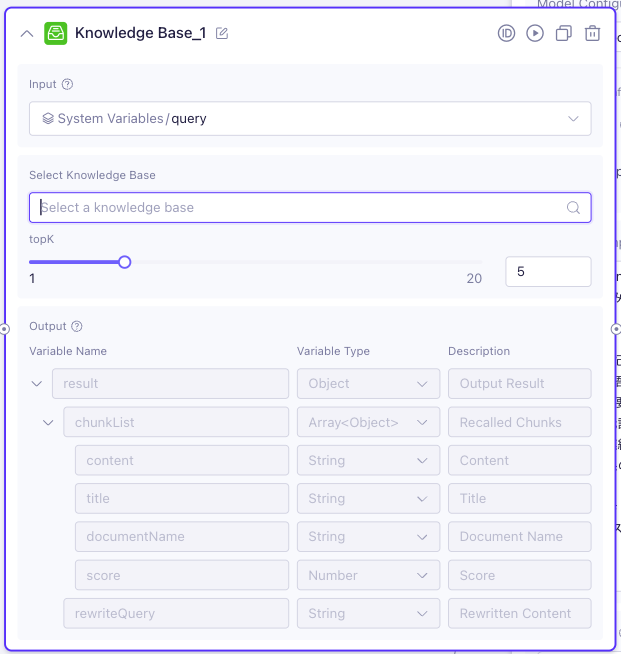 Model Config
Knowledge Base_1
Input
System Variables/query
Select Knowledge Base
Select a knowledge base
topK
1 20 5
Output
Variable Name Variable Type Description
result Object Output Result
chunkList Array<Object> Recalled Chunks
content String Content
title String Title
documentName String Document Name
score Number Score
rewriteQuery String Rewritten Content